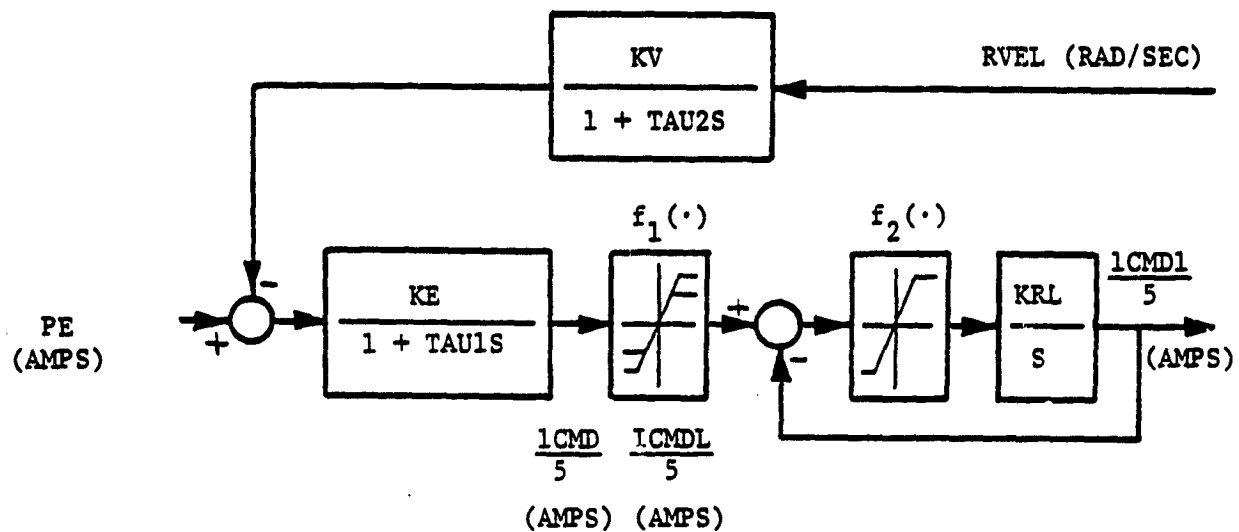 KV
1 + TAU2S
RVEL (RAD/SEC)
f1(·)
f2(·)
-
+
PE
(AMPS)
KE
1 + TAU1S
+
-
KRL
S
1CMD1
5
(AMPS)
1CMD
5
(AMPS)
ICMDL
5
(AMPS)